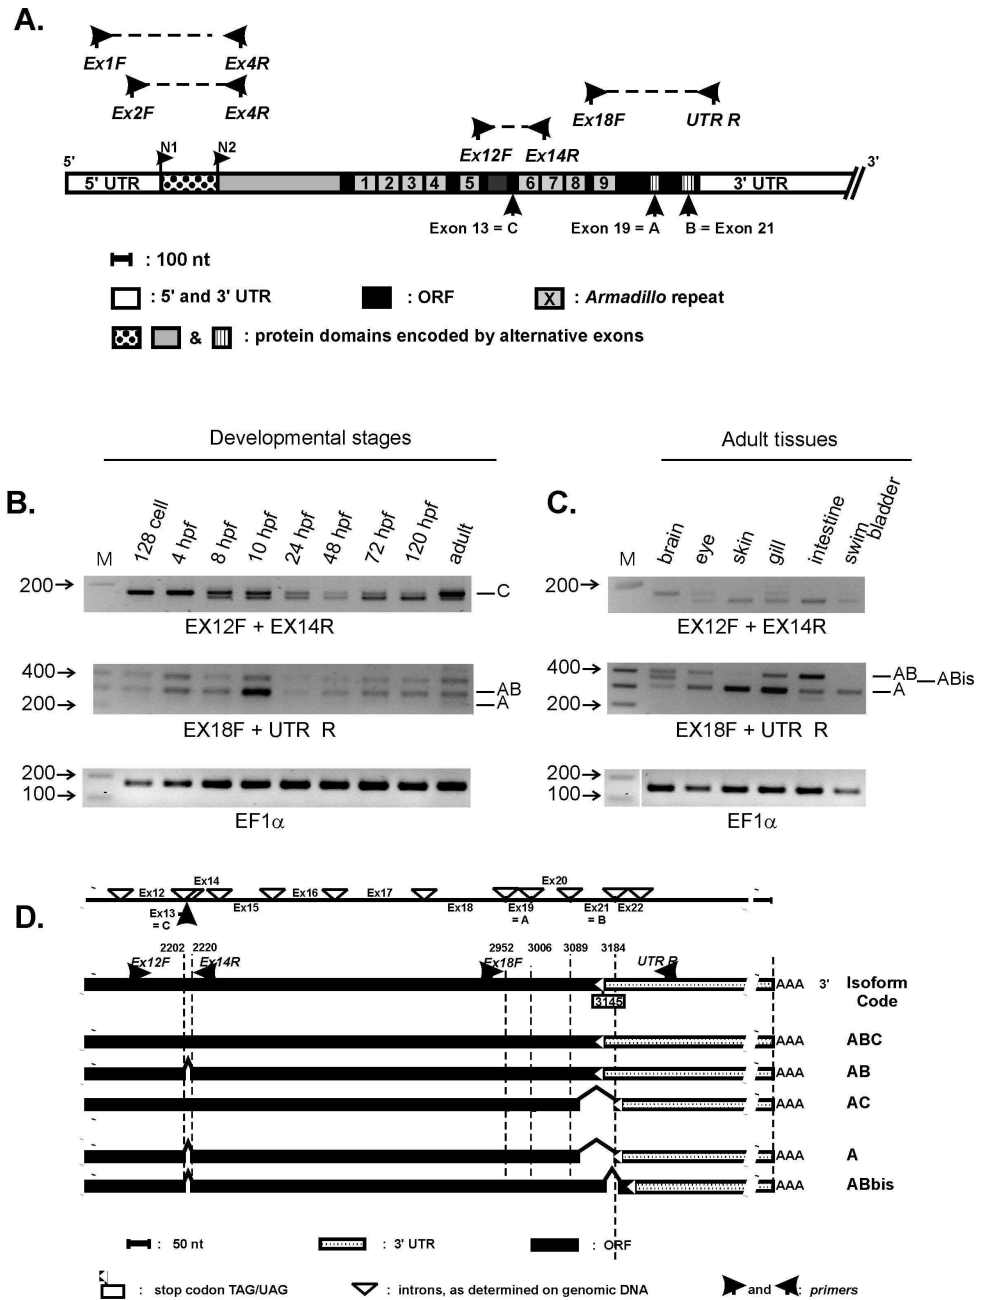 A.
Ex1F Ex4R
Ex2F Ex4R
Ex18F UTR R
Ex12F Ex14R
N1 N2
5' 3'
5' UTR 1 2 3 4 5 6 7 8 9 3' UTR
Exon 13 = C Exon 19 = A B = Exon 21
: 100 nt
: 5' and 3' UTR : ORF X : Armadillo repeat
& : protein domains encoded by alternative exons
Developmental stages
B.
M 128 cell 4 hpf 8 hpf 10 hpf 24 hpf 48 hpf 72 hpf 120 hpf adult
200 C
EX12F + EX14R
400
200 AB
A
EX18F + UTR R
200
100
EF1α
Adult tissues
C.
M brain eye skin gill intestine swim bladder
200
EX12F + EX14R
400 AB ABis
200 A
EX18F + UTR R
200
100
EF1α
D.
Ex12 Ex14 Ex16 Ex17 Ex20
Ex13 = C Ex15 Ex18 Ex19 = A Ex21 = B Ex22
2202 2220 2952 3006 3089 3184
Ex12F Ex14R Ex18F UTR R
AAA 3' Isoform Code
3145
AAA ABC
AAA AB
AAA AC
AAA A
AAA ABbis
: 50 nt : 3' UTR : ORF
: stop codon TAG/UAG : introns, as determined on genomic DNA and : primers